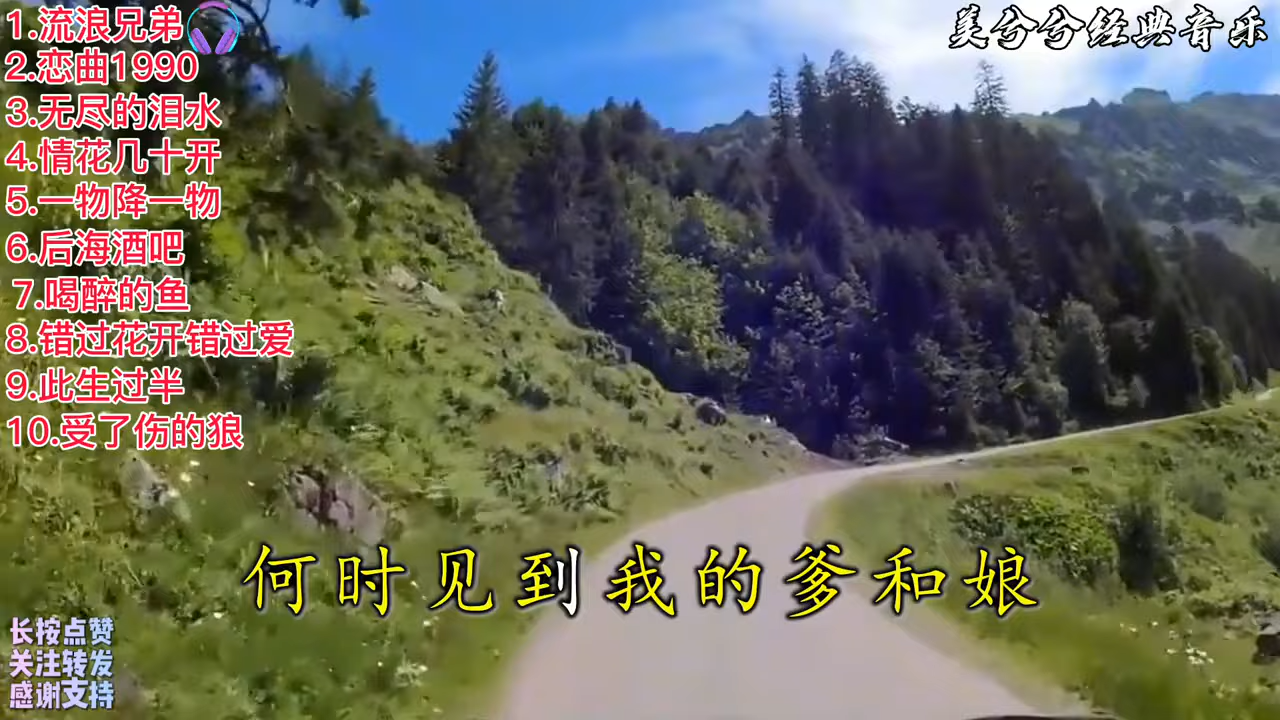 1.流浪兄弟
2.恋曲1990
3.无尽的泪水
4.情花几十开
5.一物降一物
6.后海酒吧
7.喝醉的鱼
8.错过花开错过爱
9.此生过半
10.受了伤的狼
美兮兮经典音乐
何时见到我的爹和娘
长按点赞
关注转发
感谢支持